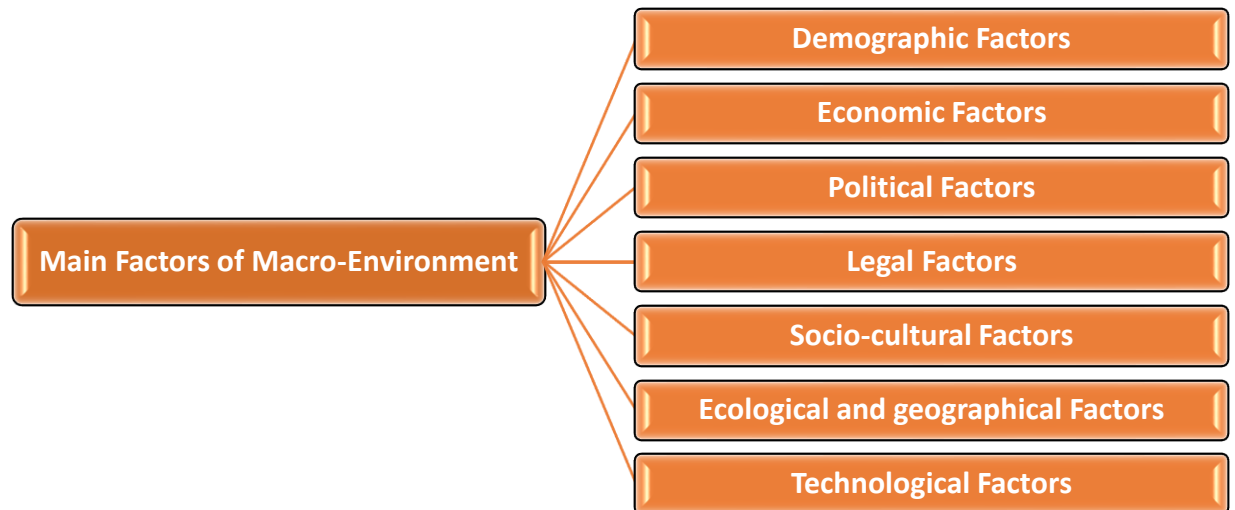 Main Factors of Macro-Environment
Demographic Factors
Economic Factors
Political Factors
Legal Factors
Socio-cultural Factors
Ecological and geographical Factors
Technological Factors